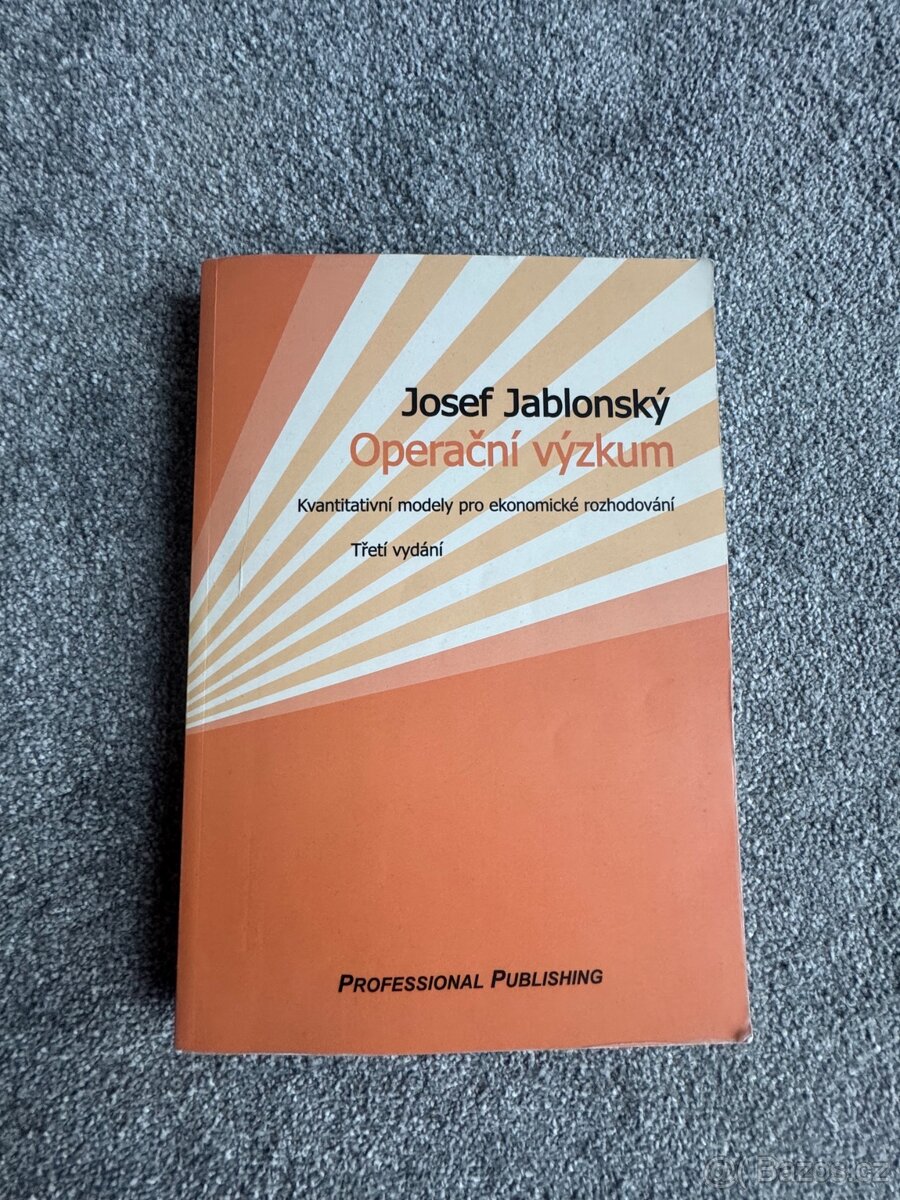 Josef Jablonský
Operační výzkum
Kvantitativní modely pro ekonomické rozhodování
Třetí vydání
PROFESSIONAL PUBLISHING
Bazos.cz